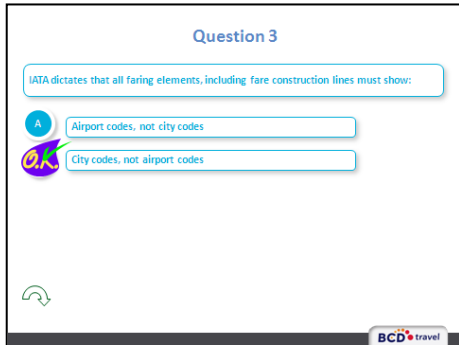 Question 3
IATA dictates that all faring elements, including fare construction lines must show:
A
Airport codes, not city codes
O.K.
City codes, not airport codes
BCD travel